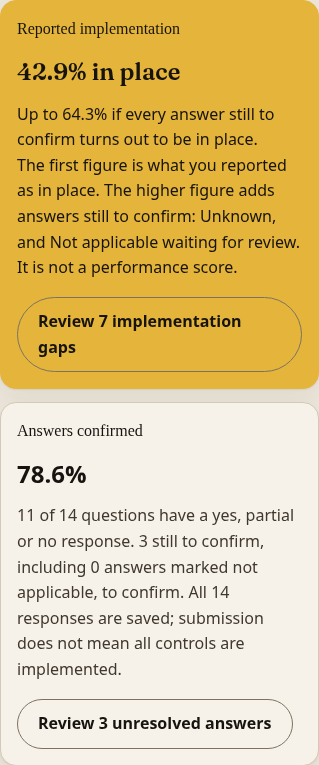 Reported implementation
42.9% in place
Up to 64.3% if every answer still to
confirm turns out to be in place.
The first figure is what you reported
as in place. The higher figure adds
answers still to confirm: Unknown,
and Not applicable waiting for review.
It is not a performance score.
Review 7 implementation
gaps
Answers confirmed
78.6%
11 of 14 questions have a yes, partial
or no response. 3 still to confirm,
including 0 answers marked not
applicable, to confirm. All 14
responses are saved; submission
does not mean all controls are
implemented.
Review 3 unresolved answers